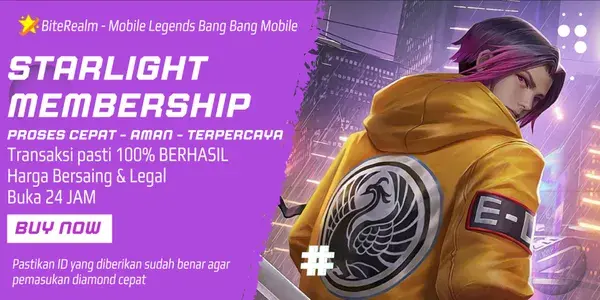 BiteRealm - Mobile Legends Bang Bang Mobile
STARLIGHT
MEMBERSHIP
PROSES CEPAT - AMAN - TERPERCAYA
Transaksi pasti 100% BERHASIL
Harga Bersaing & Legal
Buka 24 JAM
BUY NOW
Pastikan ID yang diberikan sudah benar agar
pemasukan diamond cepat
#